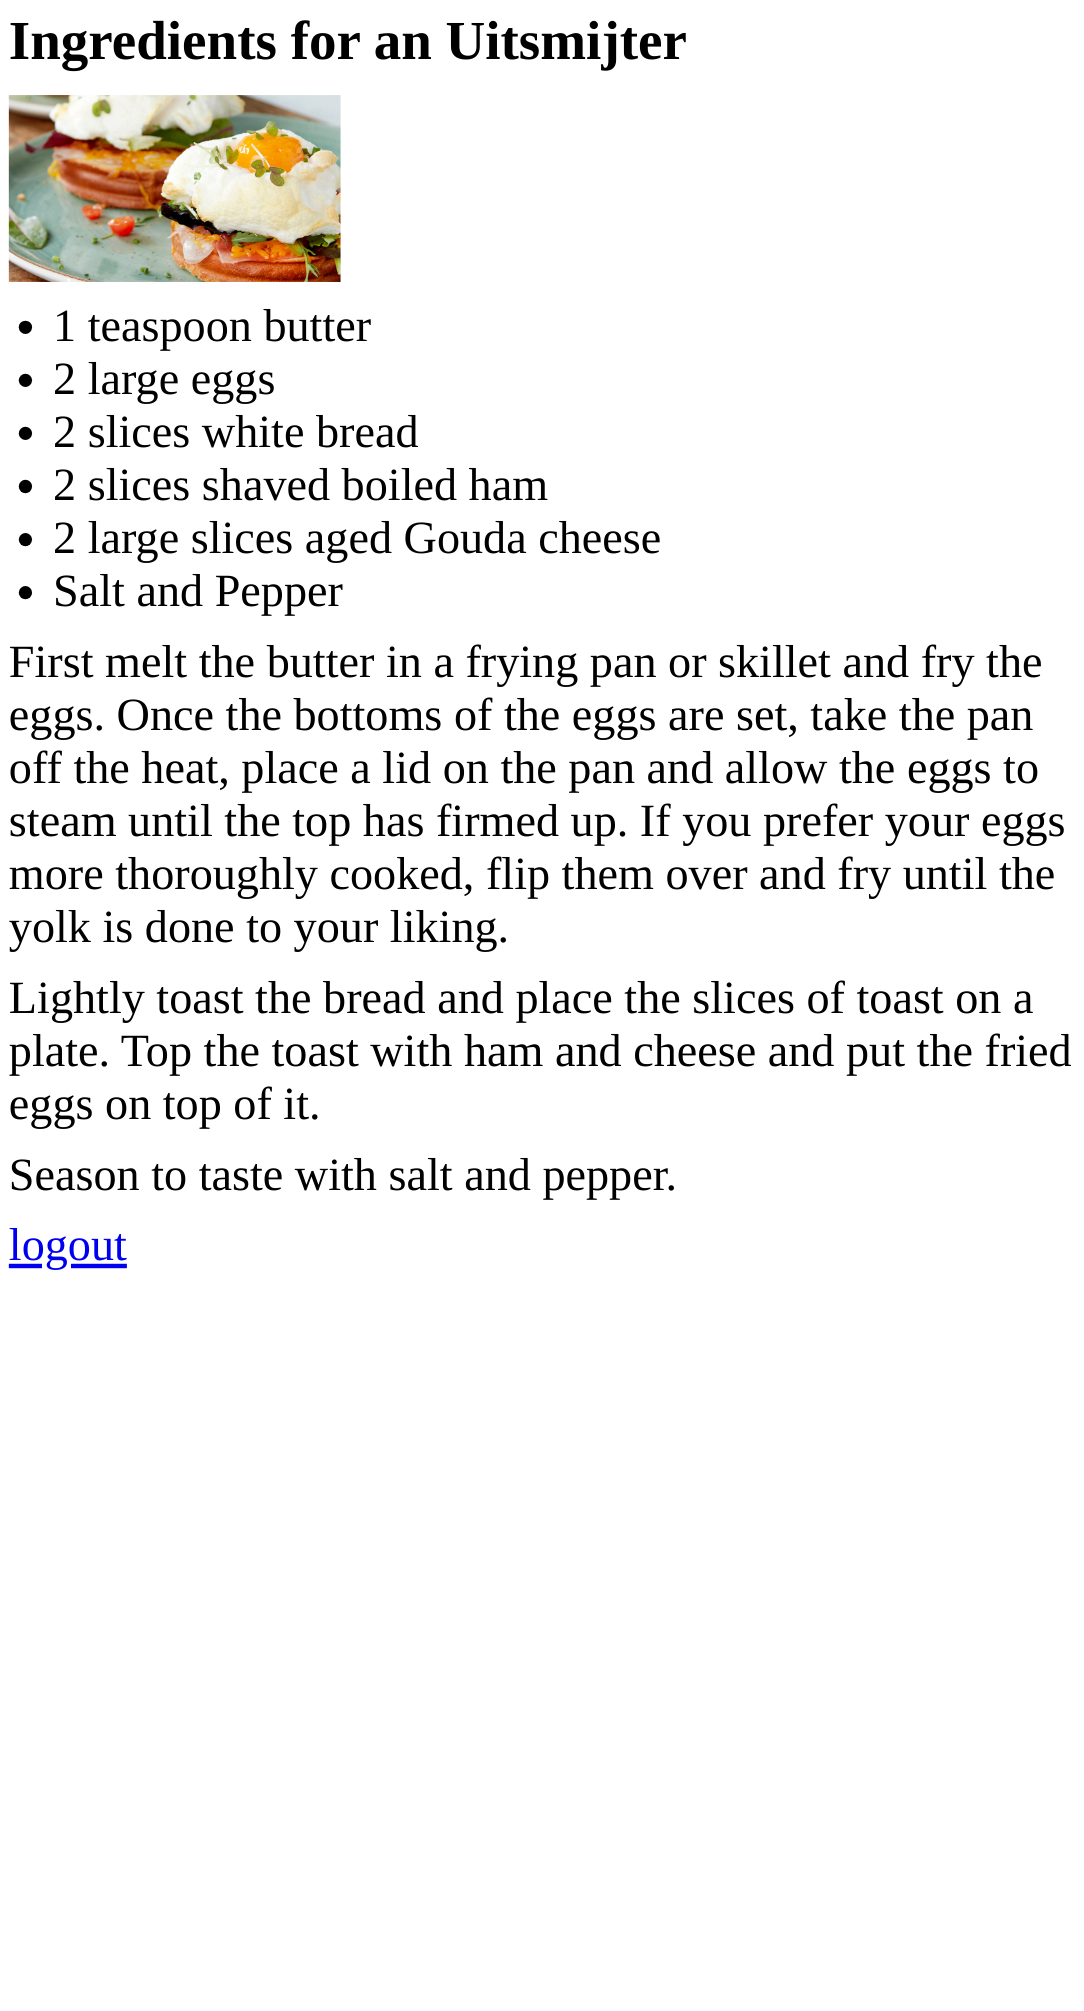 Ingredients for an Uitsmijter
• 1 teaspoon butter
• 2 large eggs
• 2 slices white bread
• 2 slices shaved boiled ham
• 2 large slices aged Gouda cheese
• Salt and Pepper
First melt the butter in a frying pan or skillet and fry the
eggs. Once the bottoms of the eggs are set, take the pan
off the heat, place a lid on the pan and allow the eggs to
steam until the top has firmed up. If you prefer your eggs
more thoroughly cooked, flip them over and fry until the
yolk is done to your liking.
Lightly toast the bread and place the slices of toast on a
plate. Top the toast with ham and cheese and put the fried
eggs on top of it.
Season to taste with salt and pepper.
logout